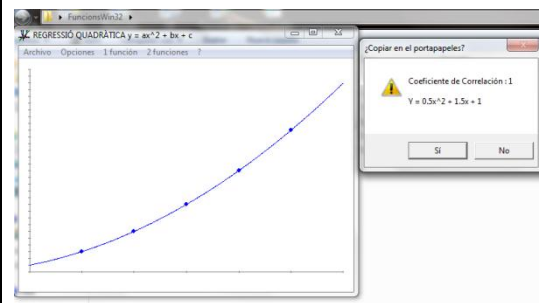 FuncionsWin32
REGRESSIÓ QUADRÀTICA y = ax^2 + bx + c
Archivo Opciones 1 función 2 funciones ?
¿Copiar en el portapapeles?
Coeficiente de Correlación : 1
Y = 0.5x^2 + 1.5x + 1
Sí
No